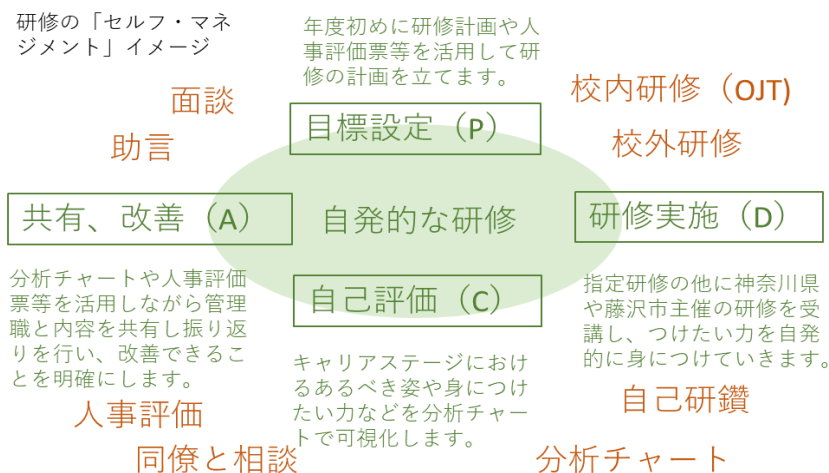 研修の「セルフ・マネ
ジメント」イメージ
年度初めに研修計画や人
事評価票等を活用して研
修の計画を立てます。
面談
助言
目標設定（P）
校内研修（OJT)
校外研修
共有、改善（A）
自発的な研修
研修実施（D）
分析チャートや人事評価
票等を活用しながら管理
職と内容を共有し振り返
りを行い、改善できるこ
とを明確にします。
自己評価（C）
キャリアステージにおけ
るあるべき姿や身につけ
たい力などを分析チャー
トで可視化します。
指定研修の他に神奈川県
や藤沢市主催の研修を受
講し、つけたい力を自発
的に身につけていきます。
人事評価
同僚と相談
自己研鑽
分析チャート